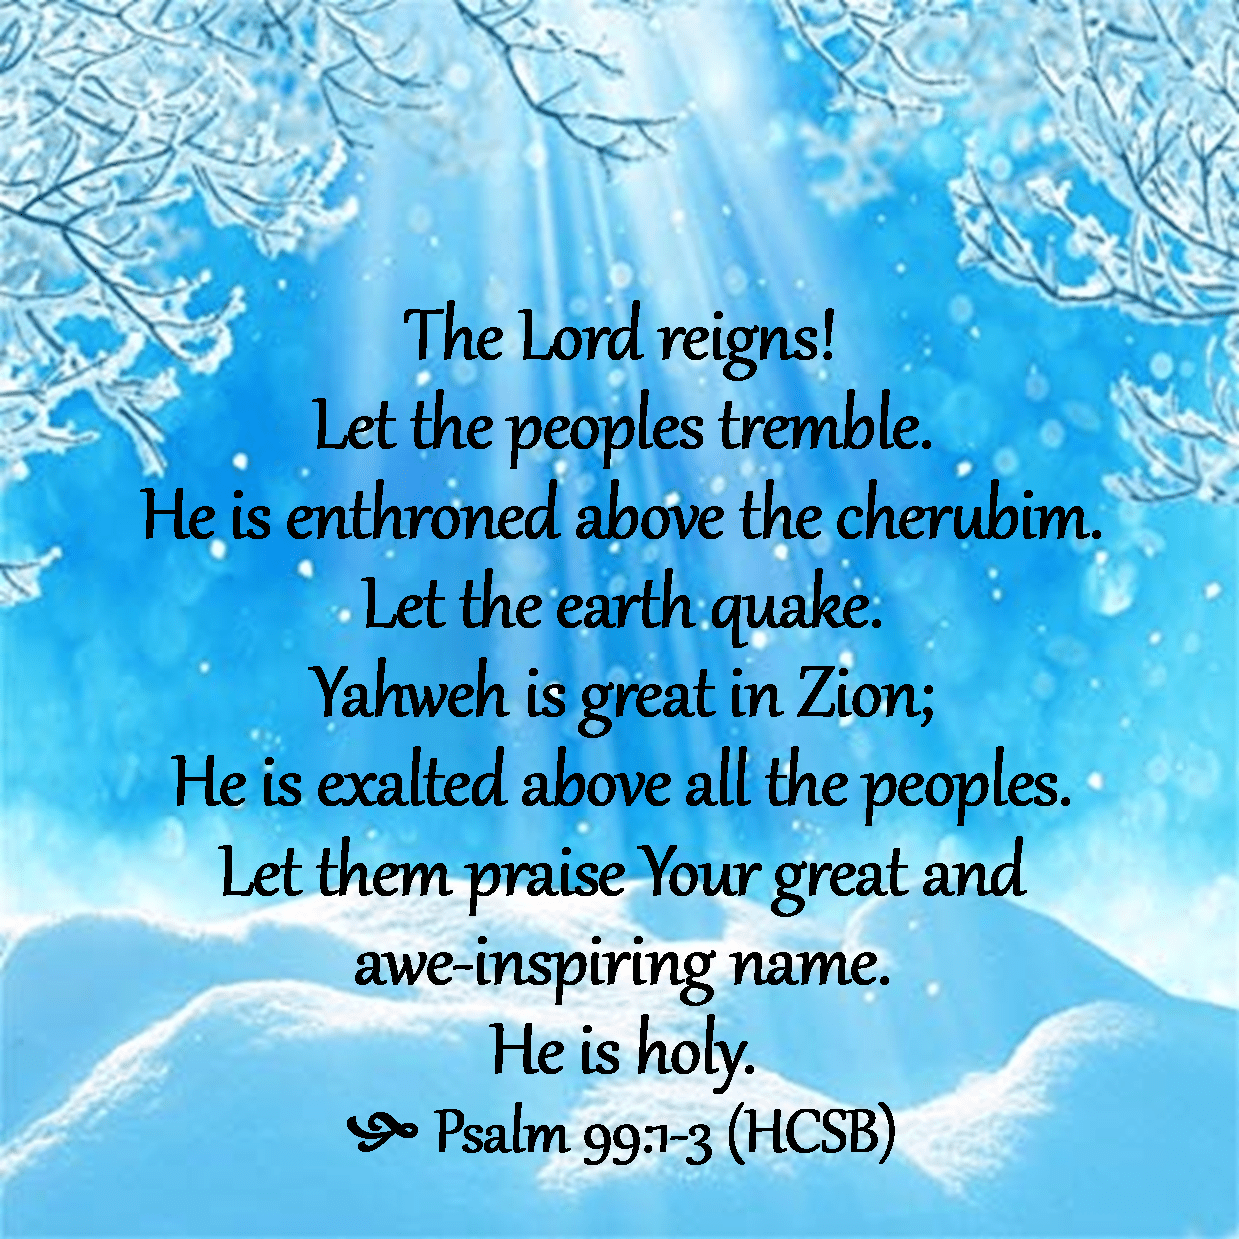 The Lord reigns!
Let the peoples tremble.
He is enthroned above the cherubim.
Let the earth quake.
Yahweh is great in Zion;
He is exalted above all the peoples.
Let them praise Your great and
awe-inspiring name.
He is holy.
Psalm 99:1-3 (HCSB)